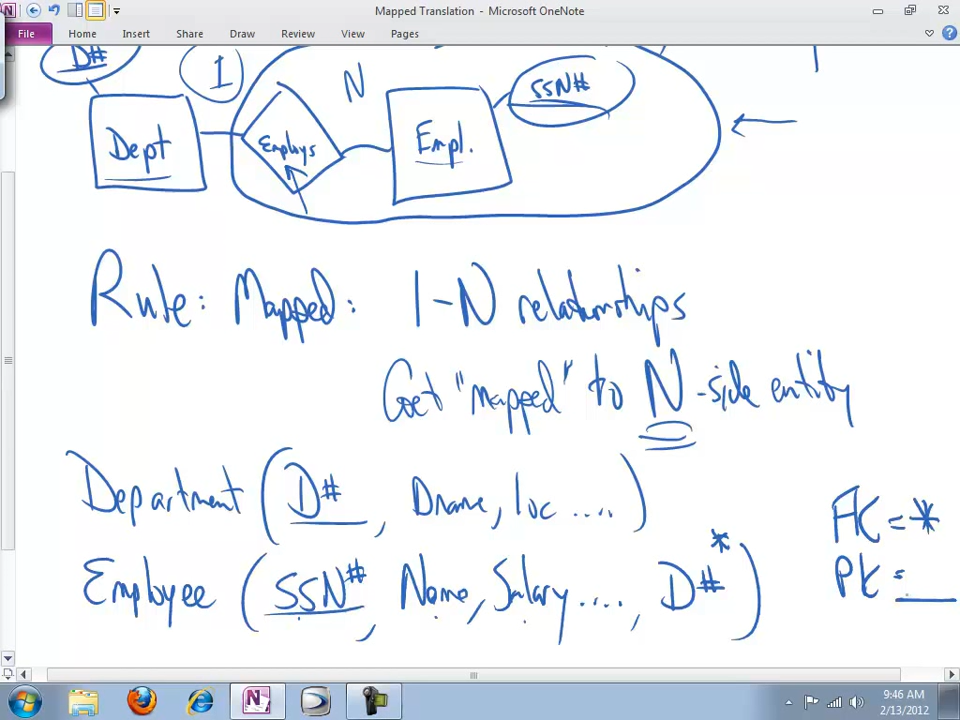 Mapped Translation - Microsoft OneNote
File Home Insert Share Draw Review View Pages
D# 1 N SSN#
Dept Employs Empl.
Rule: Mapped: 1-N relationships
Get "mapped" to N-side entity
Department (D#, Dname, loc ....)
FK = *
Employee (SSN#, Name, Salary ...., D#*)
PK = __
9:46 AM
2/13/2012